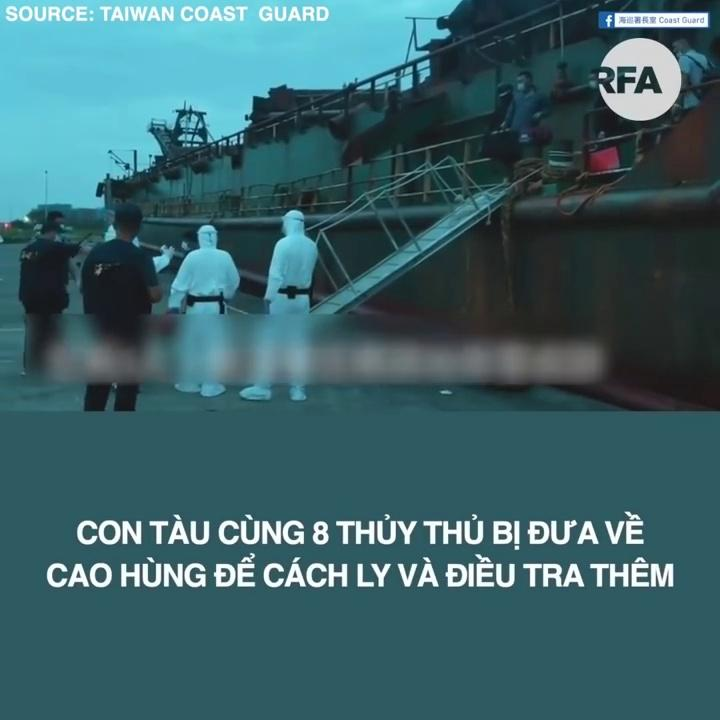 SOURCE: TAIWAN COAST GUARD
海巡署長室 Coast Guard
RFA
CON TÀU CÙNG 8 THỦY THỦ BỊ ĐƯA VỀ
CAO HÙNG ĐỂ CÁCH LY VÀ ĐIỀU TRA THÊM